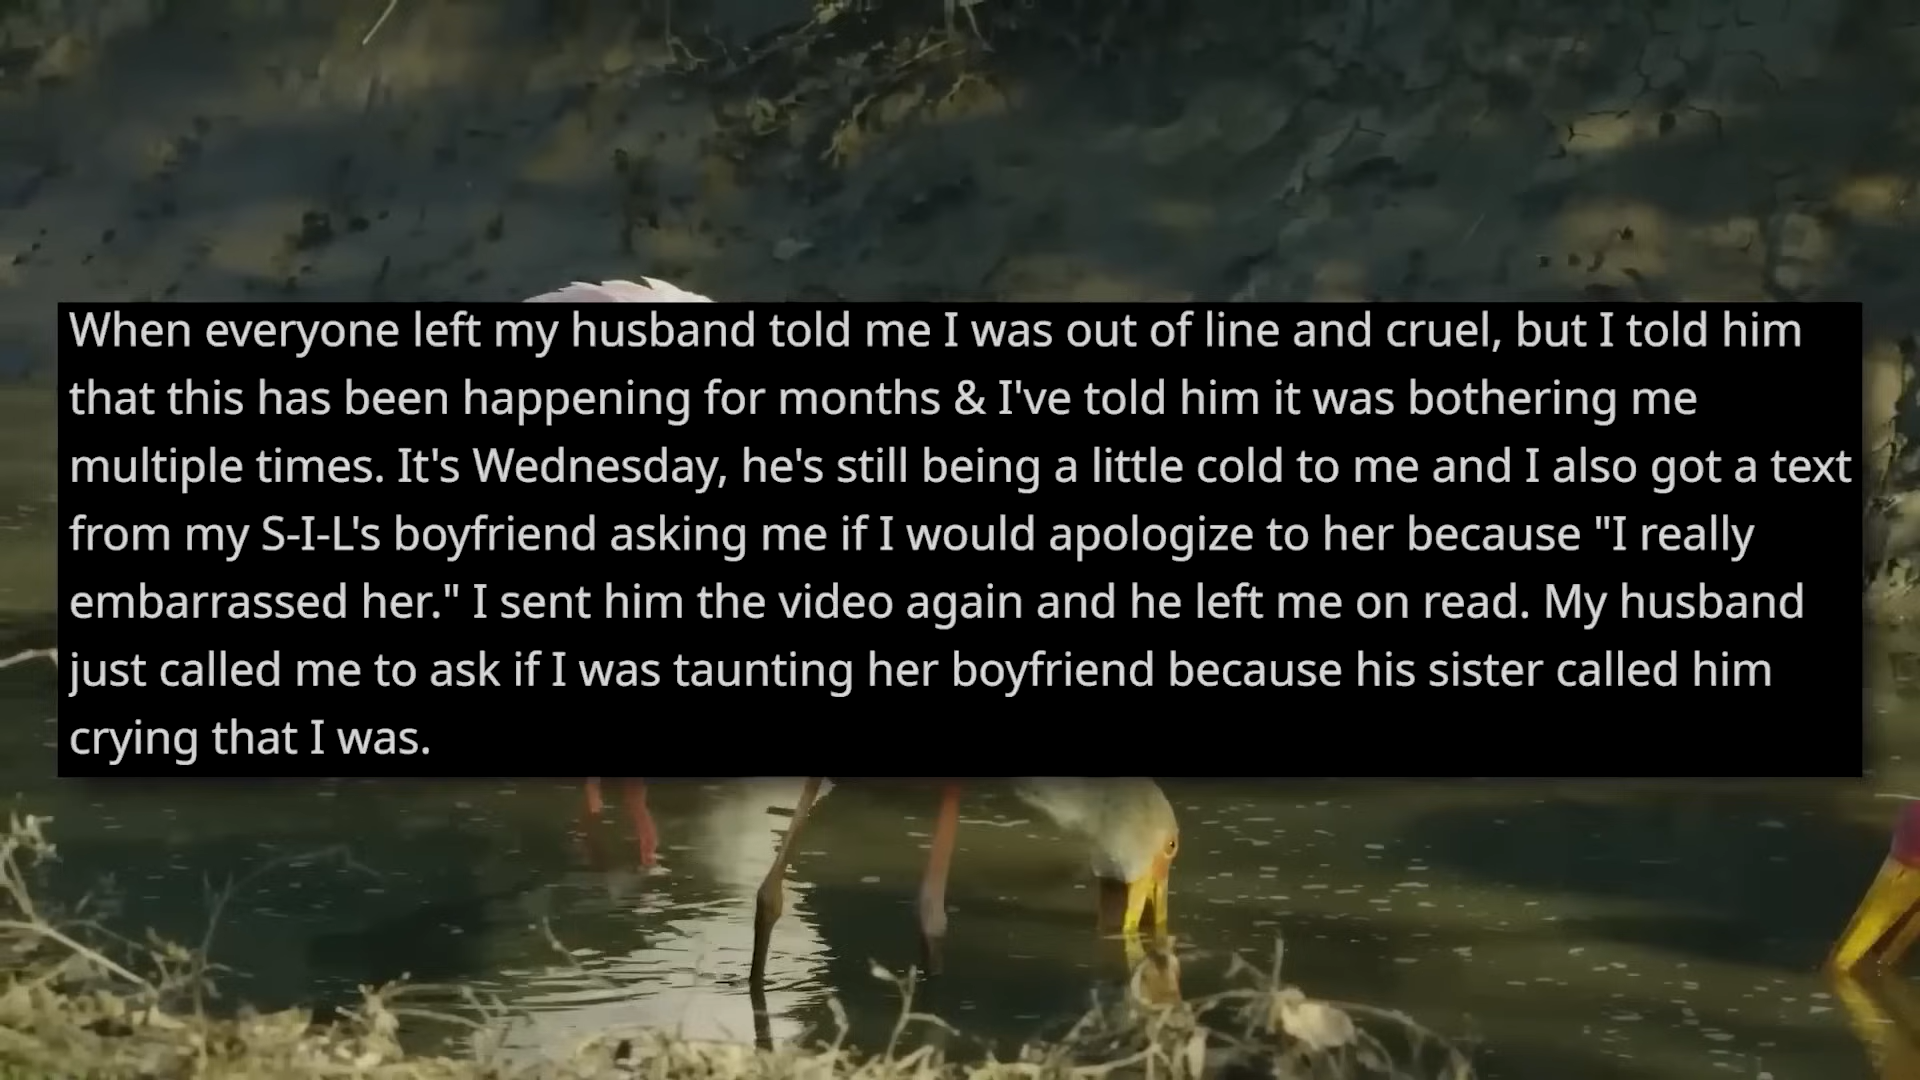 When everyone left my husband told me I was out of line and cruel, but I told him
that this has been happening for months & I've told him it was bothering me
multiple times. It's Wednesday, he's still being a little cold to me and I also got a text
from my S-I-L's boyfriend asking me if I would apologize to her because "I really
embarrassed her." I sent him the video again and he left me on read. My husband
just called me to ask if I was taunting her boyfriend because his sister called him
crying that I was.